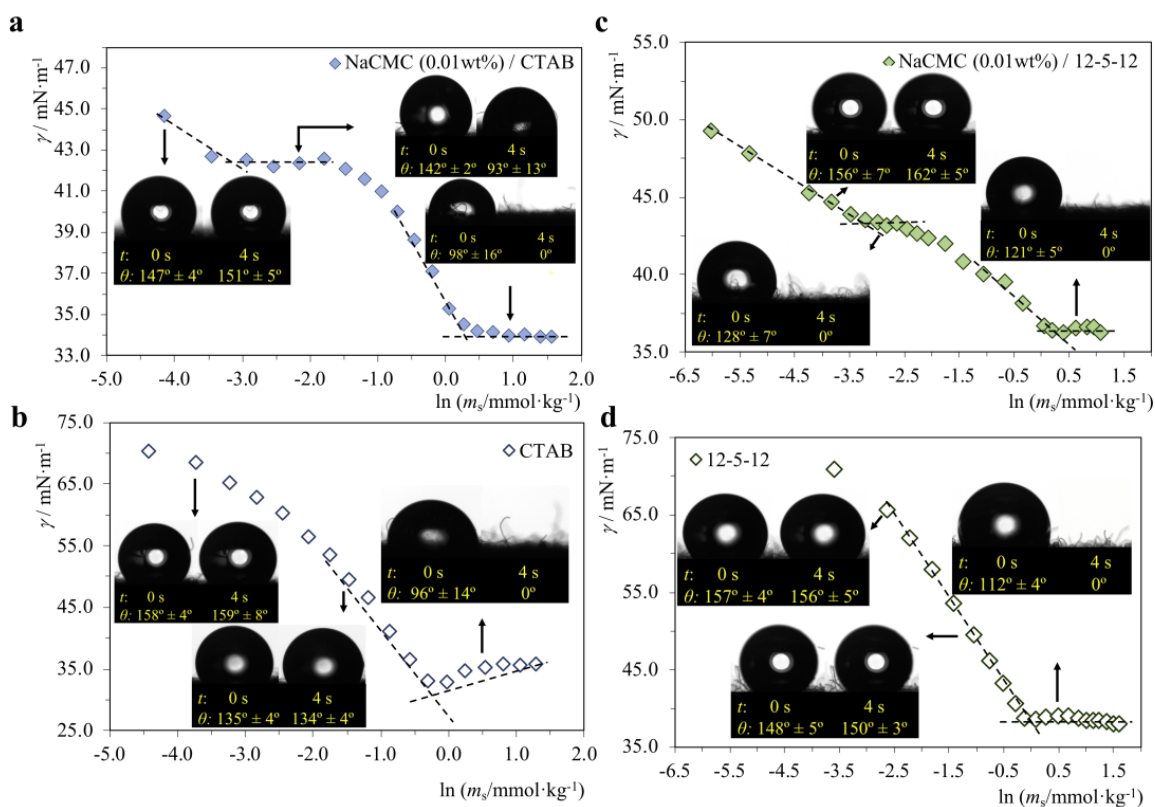 a
γ / mN·m⁻¹
47.0
45.0
43.0
41.0
39.0
37.0
35.0
33.0
NaCMC (0.01wt%) / CTAB
t: 0 s 4 s
θ: 142º ± 2º 93º ± 13º
t: 0 s 4 s
θ: 147º ± 4º 151º ± 5º
t: 0 s 4 s
θ: 98º ± 16º 0º
-5.0 -4.0 -3.0 -2.0 -1.0 0.0 1.0 2.0
ln (mₛ/mmol·kg⁻¹)
b
γ / mN·m⁻¹
75.0
65.0
55.0
45.0
35.0
25.0
CTAB
t: 0 s 4 s
θ: 158º ± 4º 159º ± 8º
t: 0 s 4 s
θ: 96º ± 14º 0º
t: 0 s 4 s
θ: 135º ± 4º 134º ± 4º
-5.0 -4.0 -3.0 -2.0 -1.0 0.0 1.0 2.0
ln (mₛ/mmol·kg⁻¹)
c
γ / mN·m⁻¹
55.0
50.0
45.0
40.0
35.0
NaCMC (0.01wt%) / 12-5-12
t: 0 s 4 s
θ: 156º ± 7º 162º ± 5º
t: 0 s 4 s
θ: 121º ± 5º 0º
t: 0 s 4 s
θ: 128º ± 7º 0º
-6.5 -5.5 -4.5 -3.5 -2.5 -1.5 -0.5 0.5 1.5
ln (mₛ/mmol·kg⁻¹)
d
γ / mN·m⁻¹
75.0
65.0
55.0
45.0
35.0
12-5-12
t: 0 s 4 s
θ: 157º ± 4º 156º ± 5º
t: 0 s 4 s
θ: 112º ± 4º 0º
t: 0 s 4 s
θ: 148º ± 5º 150º ± 3º
-6.5 -5.5 -4.5 -3.5 -2.5 -1.5 -0.5 0.5 1.5
ln (mₛ/mmol·kg⁻¹)